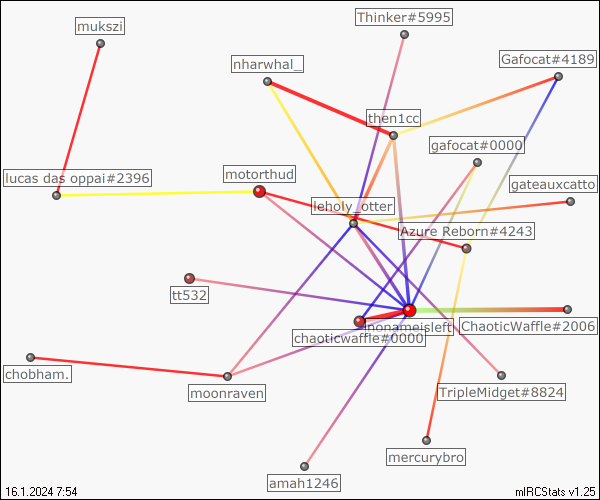 Thinker#5995
mukszi
Gafocat#4189
nharwhal_
then1cc
gafocat#0000
motorthud
lucas das oppai#2396
gateauxcatto
leholy_otter
Azure Reborn#4243
tt532
nonameisleft
ChaoticWaffle#2006
chaoticwaffle#0000
chobham.
moonraven
TripleMidget#8824
mercurybro
amah1246
16.1.2024 7:54
mIRCStats v1.25